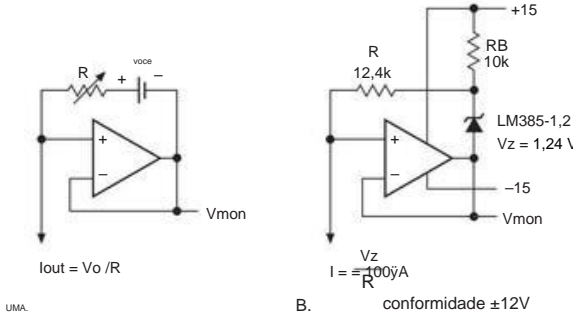 R
+
voce
–
+
–
Vmon
Iout = Vo /R
UMA.
+15
RB
10k
R
12,4k
LM385-1,2
Vz = 1,24 V
+
–
–15
Vmon
Vz
I = = 100ÿA
R
B.
conformidade ±12V